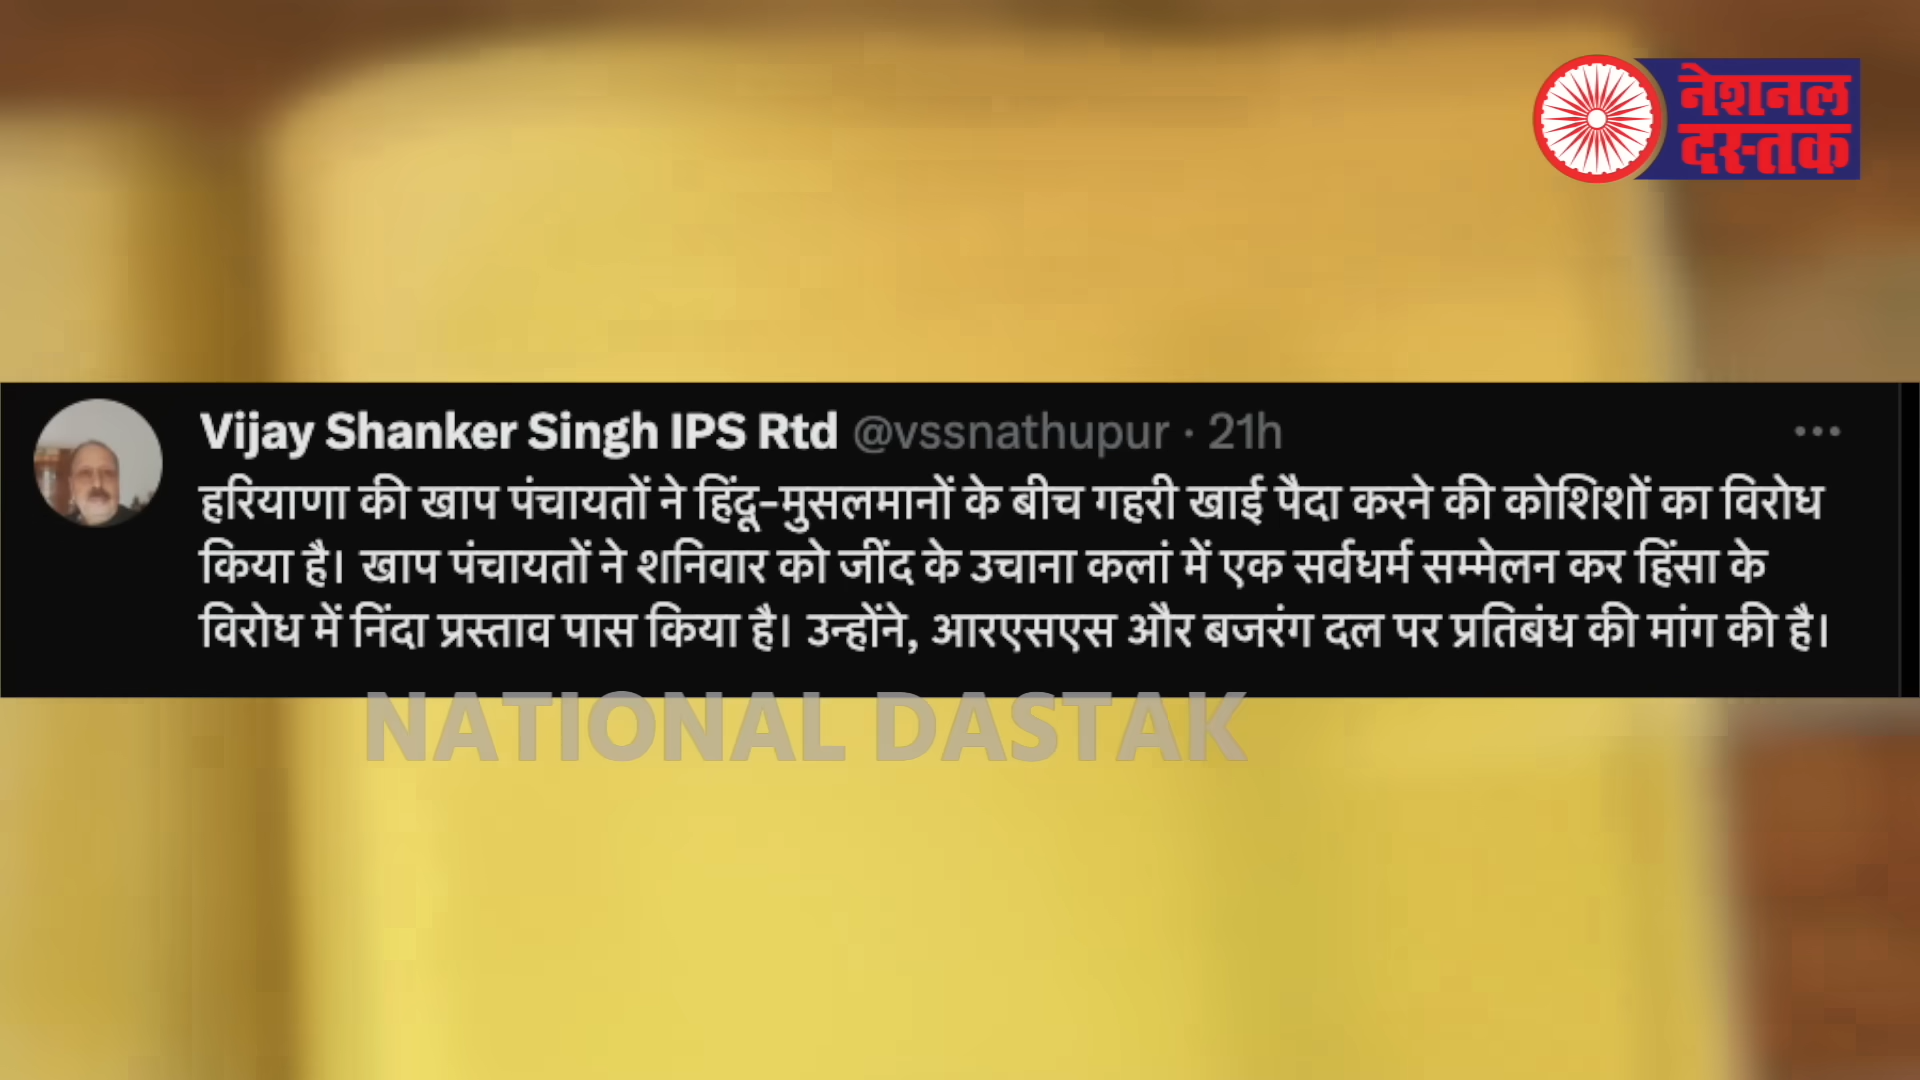 नेशनल
दस्तक
Vijay Shanker Singh IPS Rtd @vssnathupur · 21h
हरियाणा की खाप पंचायतों ने हिंदू-मुसलमानों के बीच गहरी खाई पैदा करने की कोशिशों का विरोध
किया है। खाप पंचायतों ने शनिवार को जींद के उचाना कलां में एक सर्वधर्म सम्मेलन कर हिंसा के
विरोध में निंदा प्रस्ताव पास किया है। उन्होंने, आरएसएस और बजरंग दल पर प्रतिबंध की मांग की है।
NATIONAL DASTAK